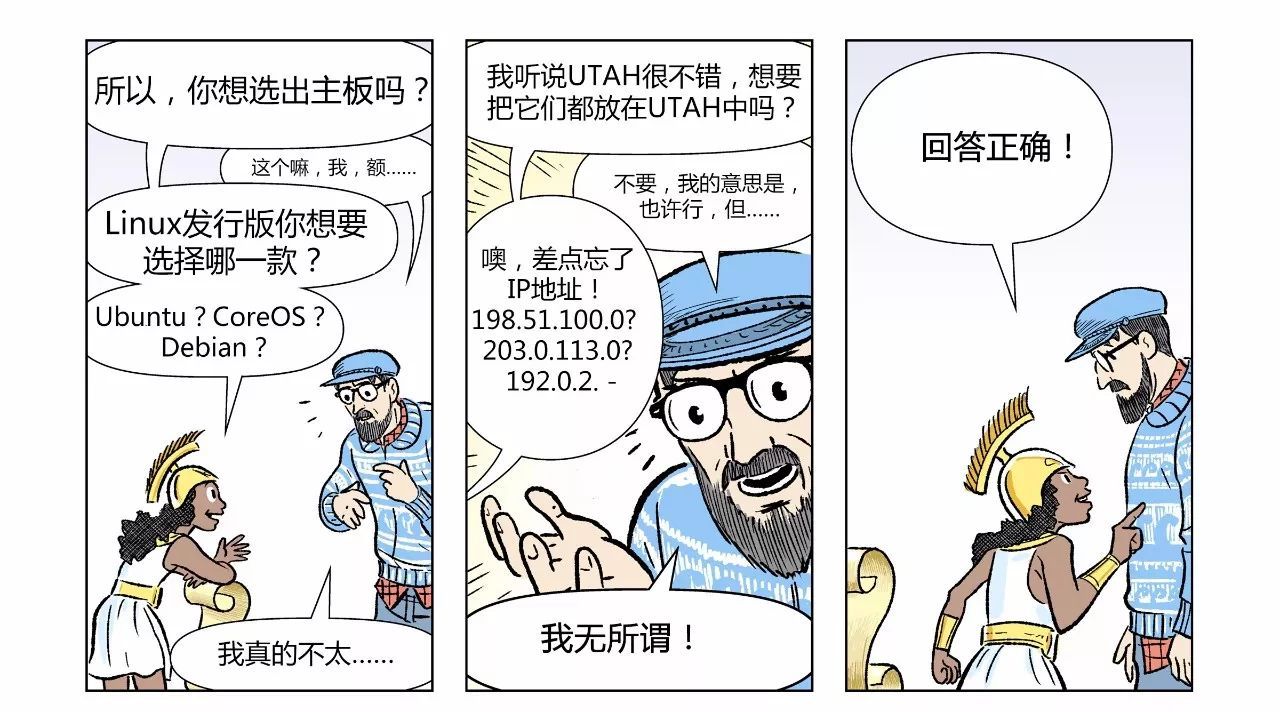 所以，你想选出主板吗？
这个嘛，我，额……
Linux发行版你想要
选择哪一款？
Ubuntu？CoreOS？
Debian？
我真的不太……
我听说UTAH很不错，想要
把它们都放在UTAH中吗？
不要，我的意思是，
也许行，但……
噢，差点忘了
IP地址！
198.51.100.0?
203.0.113.0?
192.0.2. -
我无所谓！
回答正确！